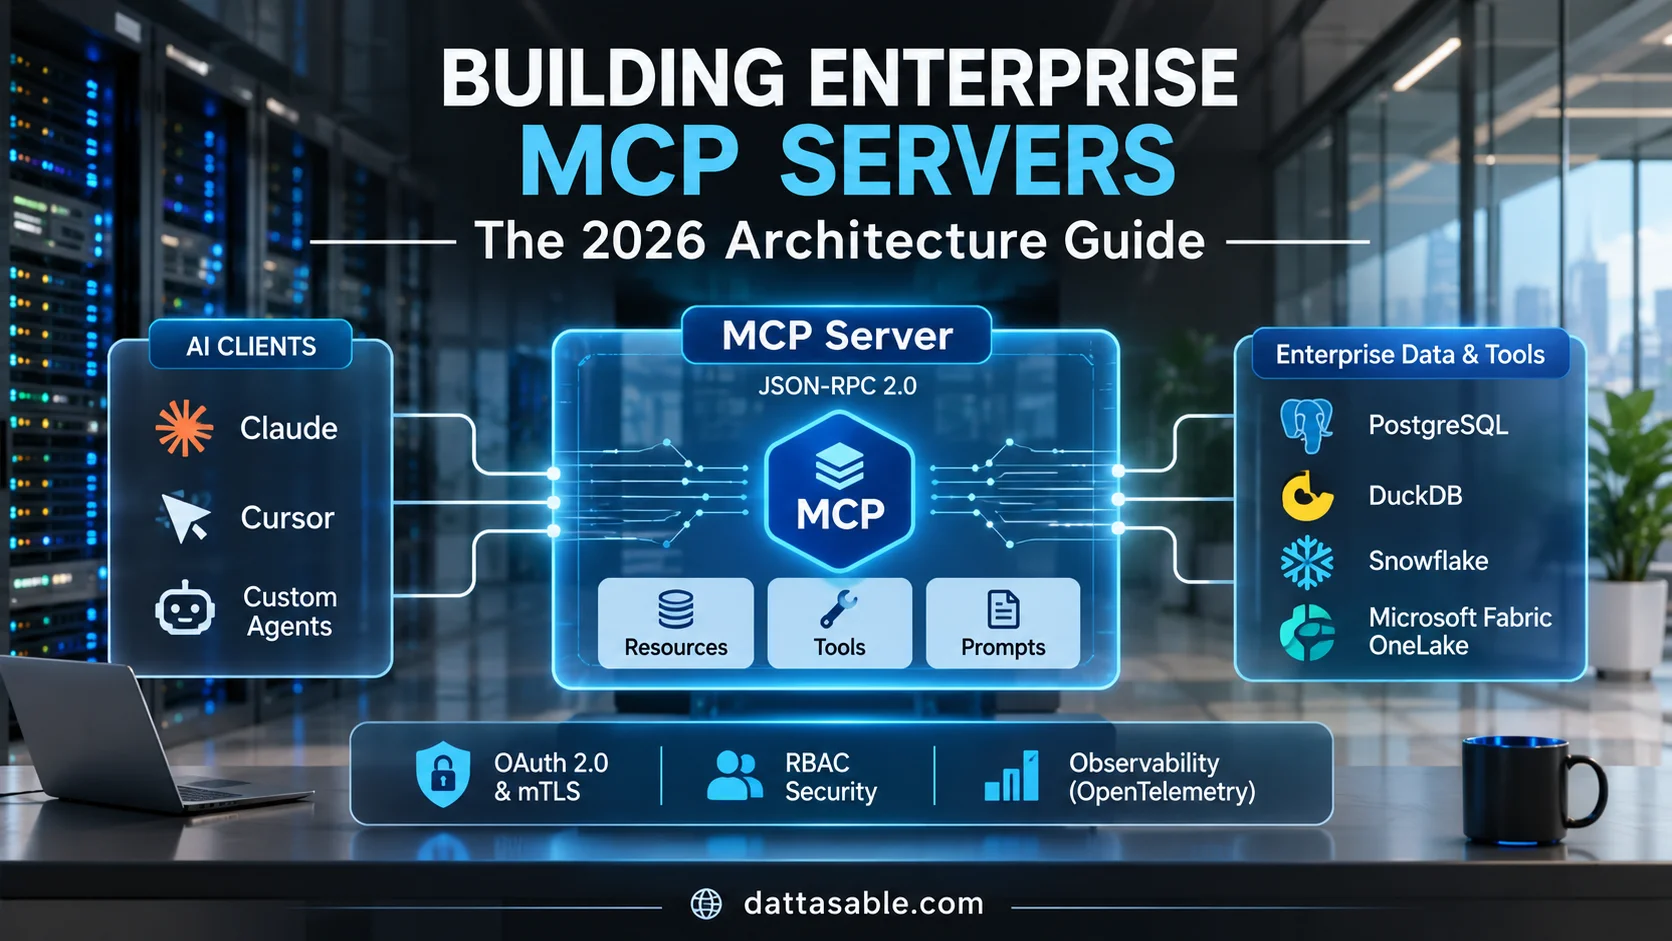 BUILDING ENTERPRISE
MCP SERVERS
The 2026 Architecture Guide
AI CLIENTS
Claude
Cursor
Custom
Agents
MCP Server
JSON-RPC 2.0
MCP
Resources
Tools
Prompts
Enterprise Data & Tools
PostgreSQL
DuckDB
Snowflake
Microsoft Fabric
OneLake
OAuth 2.0
& mTLS
RBAC
Security
Observability
(OpenTelemetry)
dattasable.com